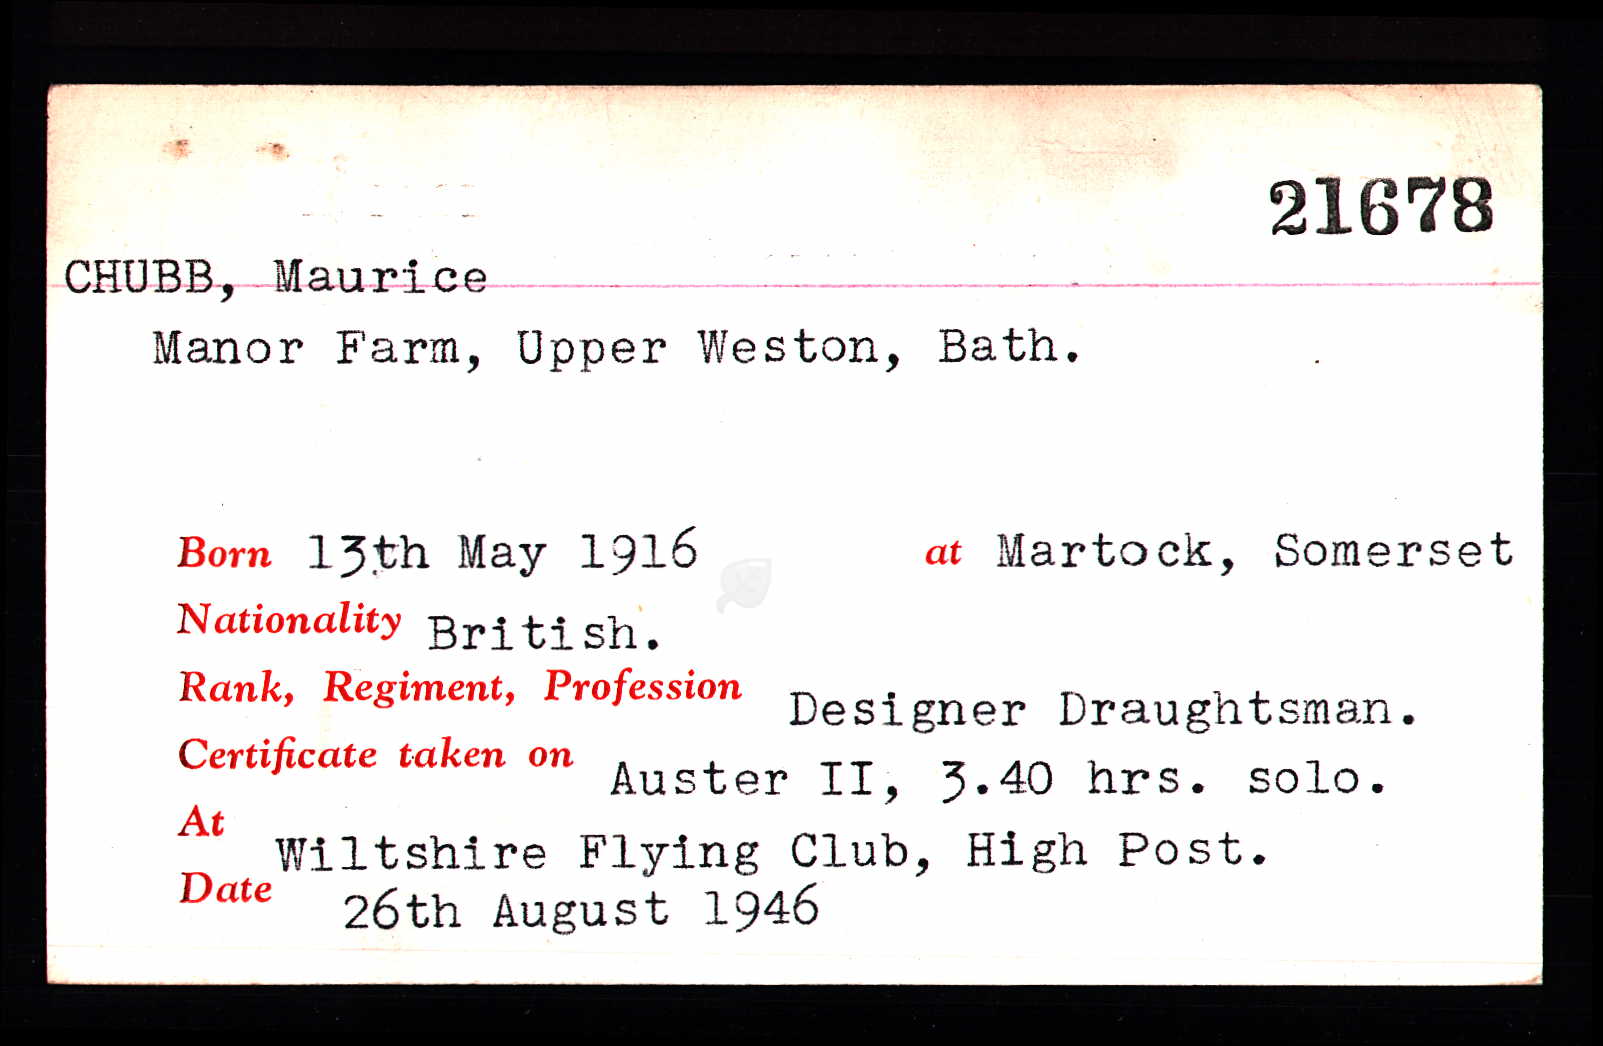 21678
CHUBB, Maurice
Manor Farm, Upper Weston, Bath.
Born 13th May 1916 at Martock, Somerset
Nationality British.
Rank, Regiment, Profession Designer Draughtsman.
Certificate taken on Auster II, 3.40 hrs. solo.
At Wiltshire Flying Club, High Post.
Date 26th August 1946